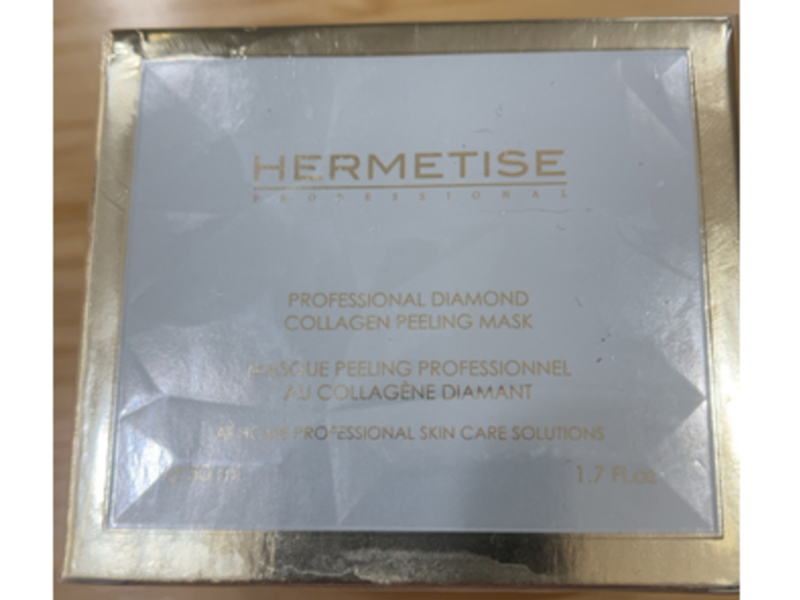 HERMETISE
PROFESSIONAL
PROFESSIONAL DIAMOND
COLLAGEN PEELING MASK
MASQUE PEELING PROFESSIONNEL
AU COLLAGÈNE DIAMANT
PROFESSIONAL SKIN CARE SOLUTIONS
1.7 Fl.oz